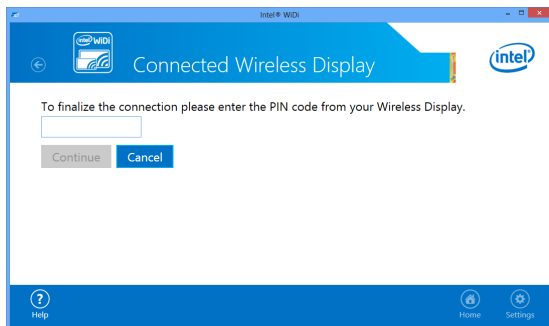 Intel® WiDi
intel WiDi
Connected Wireless Display
intel
To finalize the connection please enter the PIN code from your Wireless Display.
Continue
Cancel
?
Help
Home
Settings